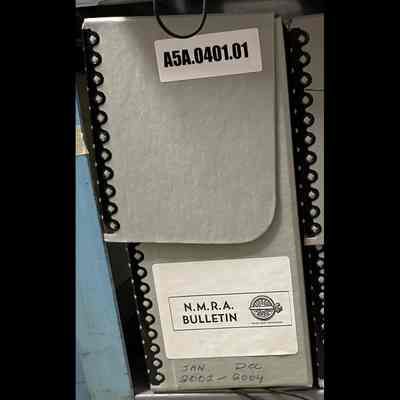 A5A.0401.01
N.M.R.A.
BULLETIN
JAN DEC
2002 - 2004